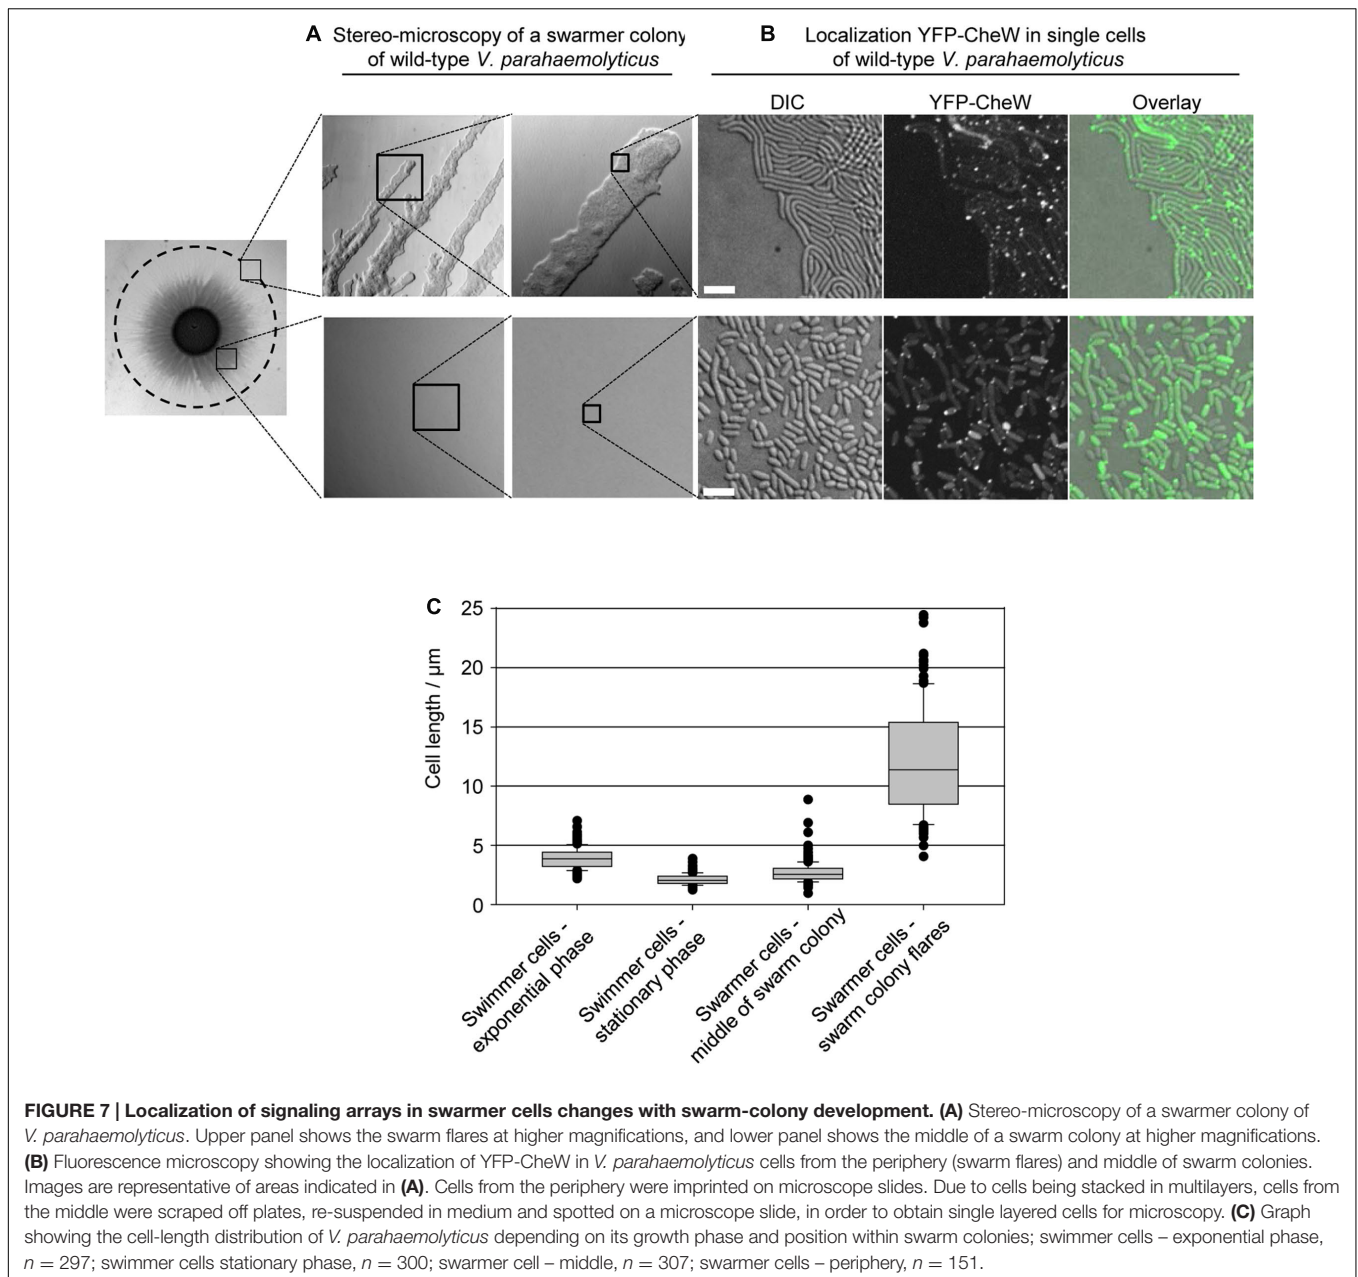 A Stereo-microscopy of a swarmer colony
of wild-type V. parahaemolyticus
B Localization YFP-CheW in single cells
of wild-type V. parahaemolyticus
DIC YFP-CheW Overlay
C
Cell length / µm
25
20
15
10
5
0
Swimmer cells -
exponential phase
Swimmer cells -
stationary phase
Swarmer cells -
middle of swarm colony
Swarmer cells -
swarm colony flares
FIGURE 7 | Localization of signaling arrays in swarmer cells changes with swarm-colony development. (A) Stereo-microscopy of a swarmer colony of
V. parahaemolyticus. Upper panel shows the swarm flares at higher magnifications, and lower panel shows the middle of a swarm colony at higher magnifications.
(B) Fluorescence microscopy showing the localization of YFP-CheW in V. parahaemolyticus cells from the periphery (swarm flares) and middle of swarm colonies.
Images are representative of areas indicated in (A). Cells from the periphery were imprinted on microscope slides. Due to cells being stacked in multilayers, cells from
the middle were scraped off plates, re-suspended in medium and spotted on a microscope slide, in order to obtain single layered cells for microscopy. (C) Graph
showing the cell-length distribution of V. parahaemolyticus depending on its growth phase and position within swarm colonies; swimmer cells – exponential phase,
n = 297; swimmer cells stationary phase, n = 300; swarmer cell – middle, n = 307; swarmer cells – periphery, n = 151.